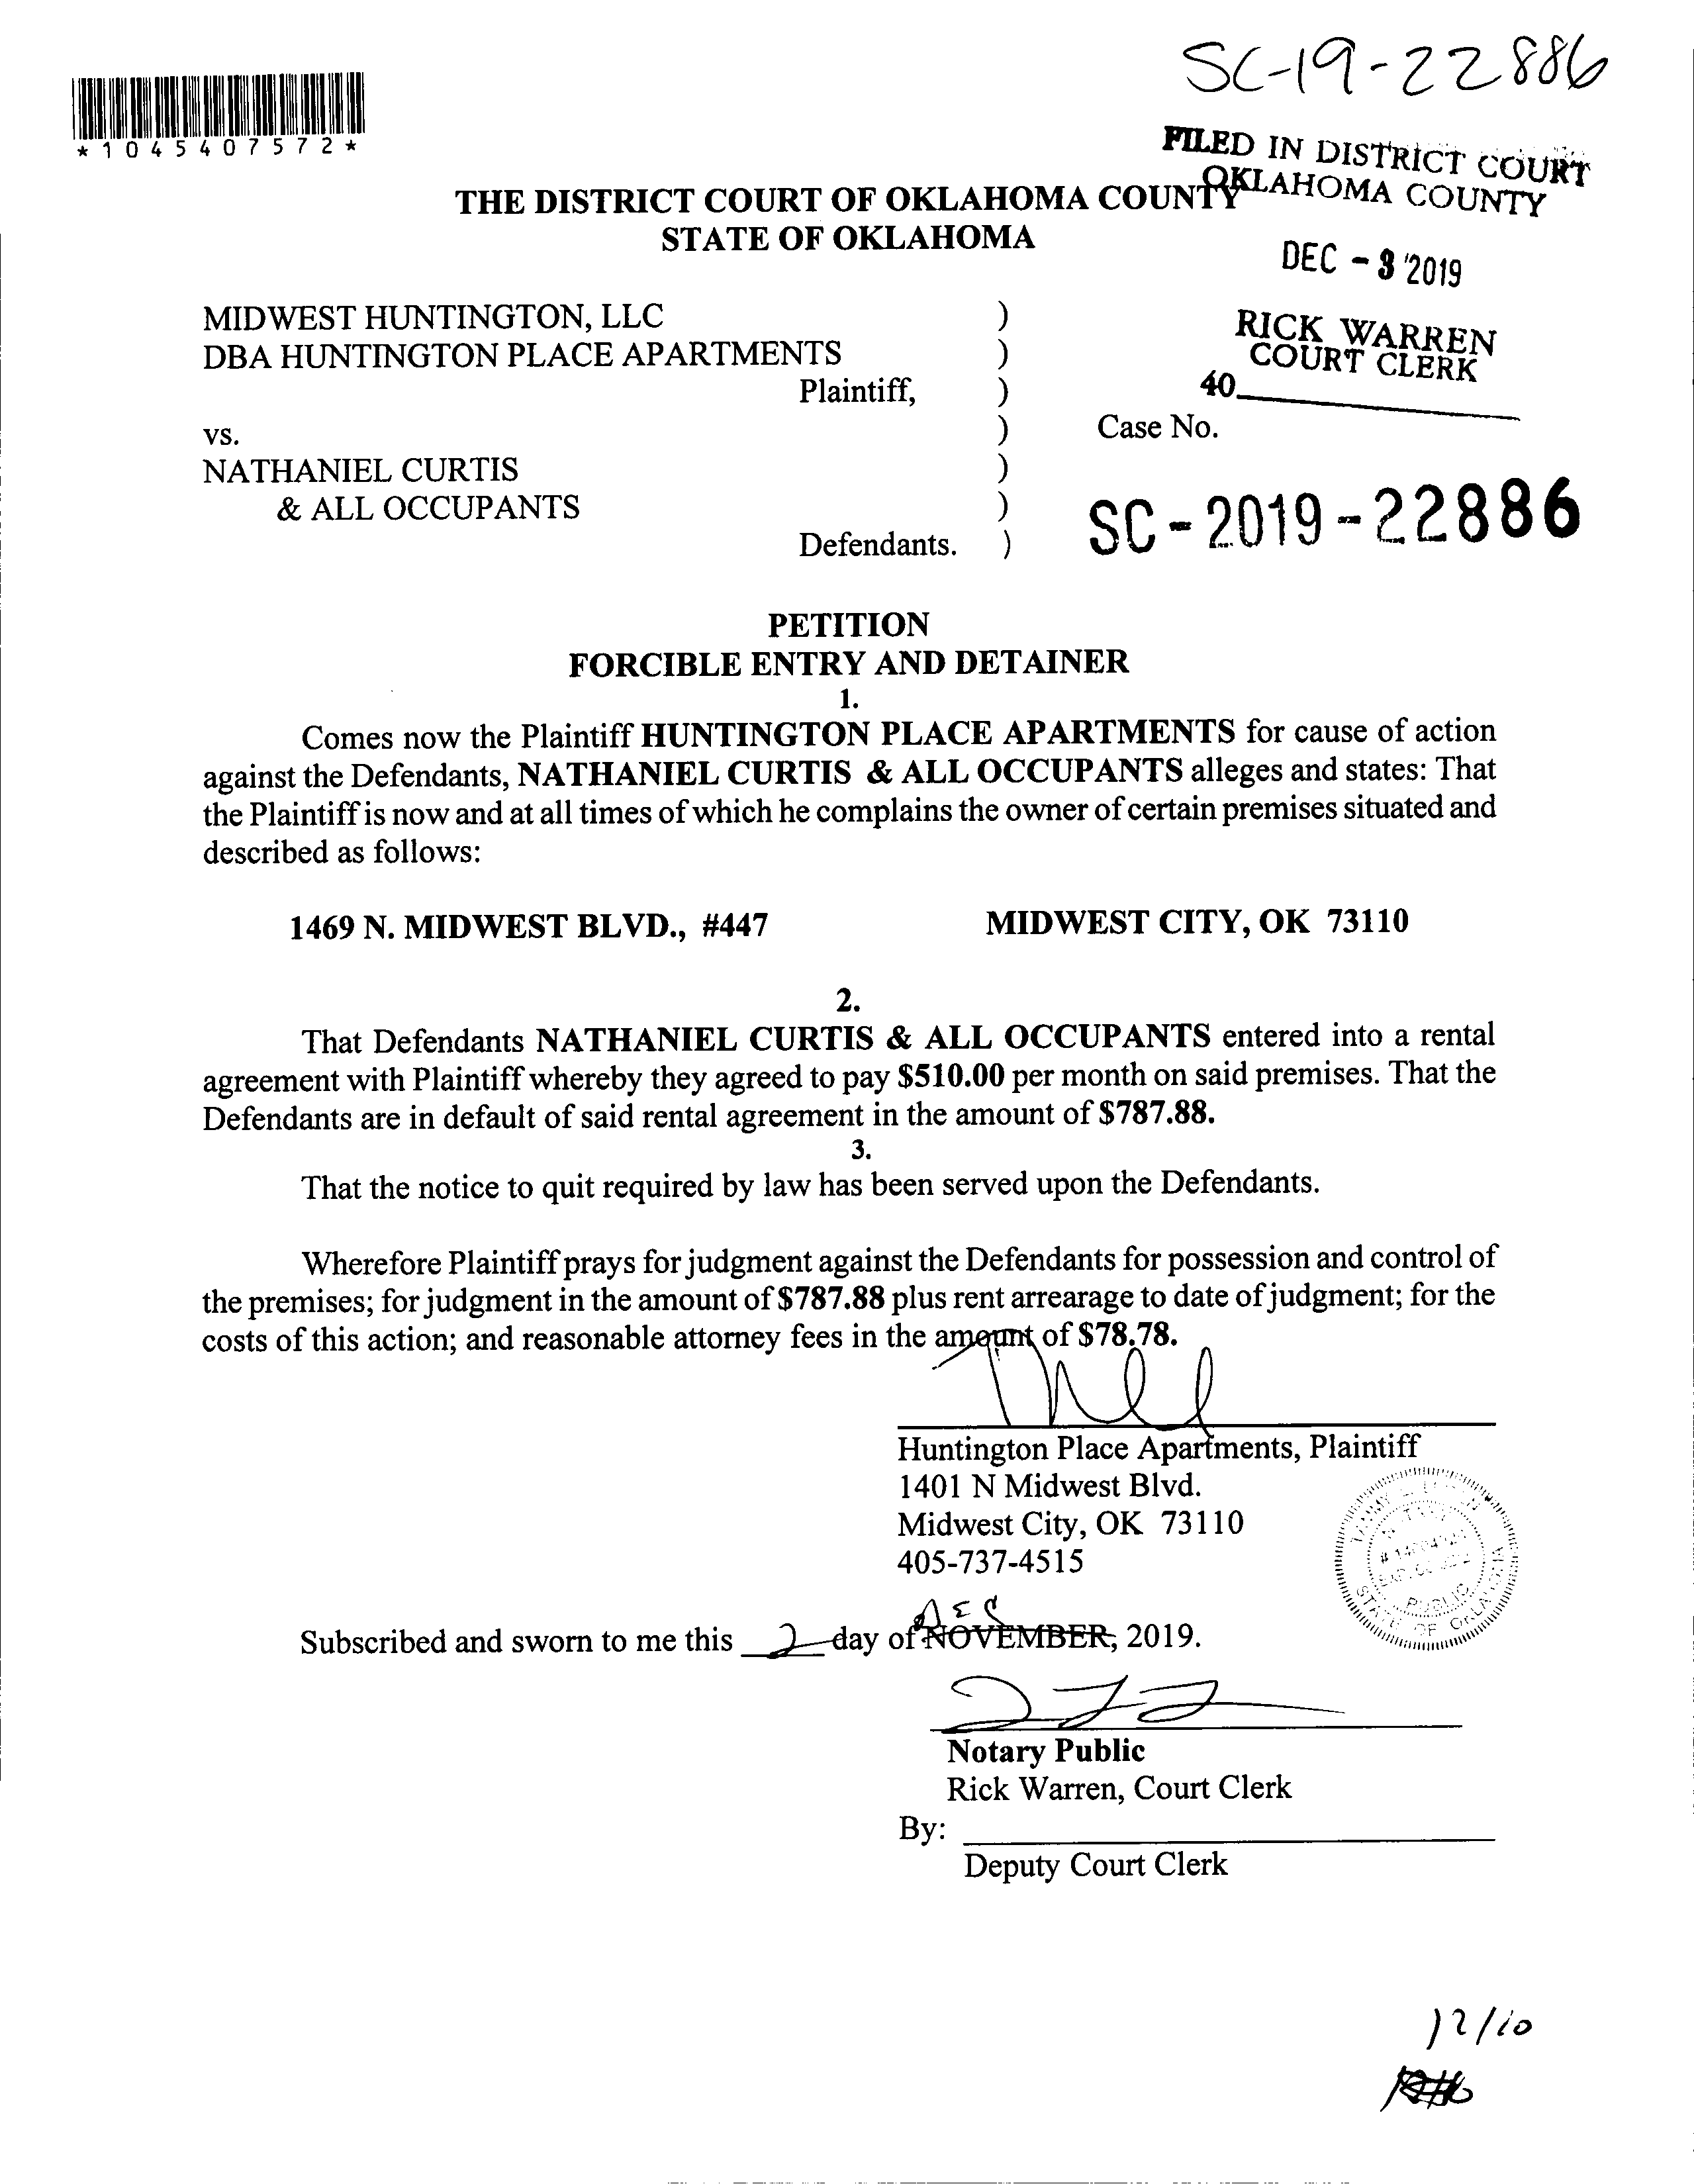 SC-19-22886
*1045407572*
FILED IN DISTRICT COURT
OKLAHOMA COUNTY
THE DISTRICT COURT OF OKLAHOMA COUNTY
STATE OF OKLAHOMA
DEC - 3 2019
MIDWEST HUNTINGTON, LLC )
DBA HUNTINGTON PLACE APARTMENTS )
RICK WARREN
COURT CLERK
40
Plaintiff, )
vs. ) Case No.
NATHANIEL CURTIS )
& ALL OCCUPANTS )
SC-2019-22886
Defendants. )
PETITION
FORCIBLE ENTRY AND DETAINER
1.
Comes now the Plaintiff HUNTINGTON PLACE APARTMENTS for cause of action
against the Defendants, NATHANIEL CURTIS & ALL OCCUPANTS alleges and states: That
the Plaintiff is now and at all times of which he complains the owner of certain premises situated and
described as follows:
1469 N. MIDWEST BLVD., #447 MIDWEST CITY, OK 73110
2.
That Defendants NATHANIEL CURTIS & ALL OCCUPANTS entered into a rental
agreement with Plaintiff whereby they agreed to pay $510.00 per month on said premises. That the
Defendants are in default of said rental agreement in the amount of $787.88.
3.
That the notice to quit required by law has been served upon the Defendants.
Wherefore Plaintiff prays for judgment against the Defendants for possession and control of
the premises; for judgment in the amount of $787.88 plus rent arrearage to date of judgment; for the
costs of this action; and reasonable attorney fees in the amount of $78.78.
Huntington Place Apartments, Plaintiff
1401 N Midwest Blvd.
Midwest City, OK 73110
405-737-4515
PUBLIC
STATE OF OKLAHOMA
DEC
Subscribed and sworn to me this 2 day of NOVEMBER, 2019.
Notary Public
Rick Warren, Court Clerk
By:
Deputy Court Clerk
12/10